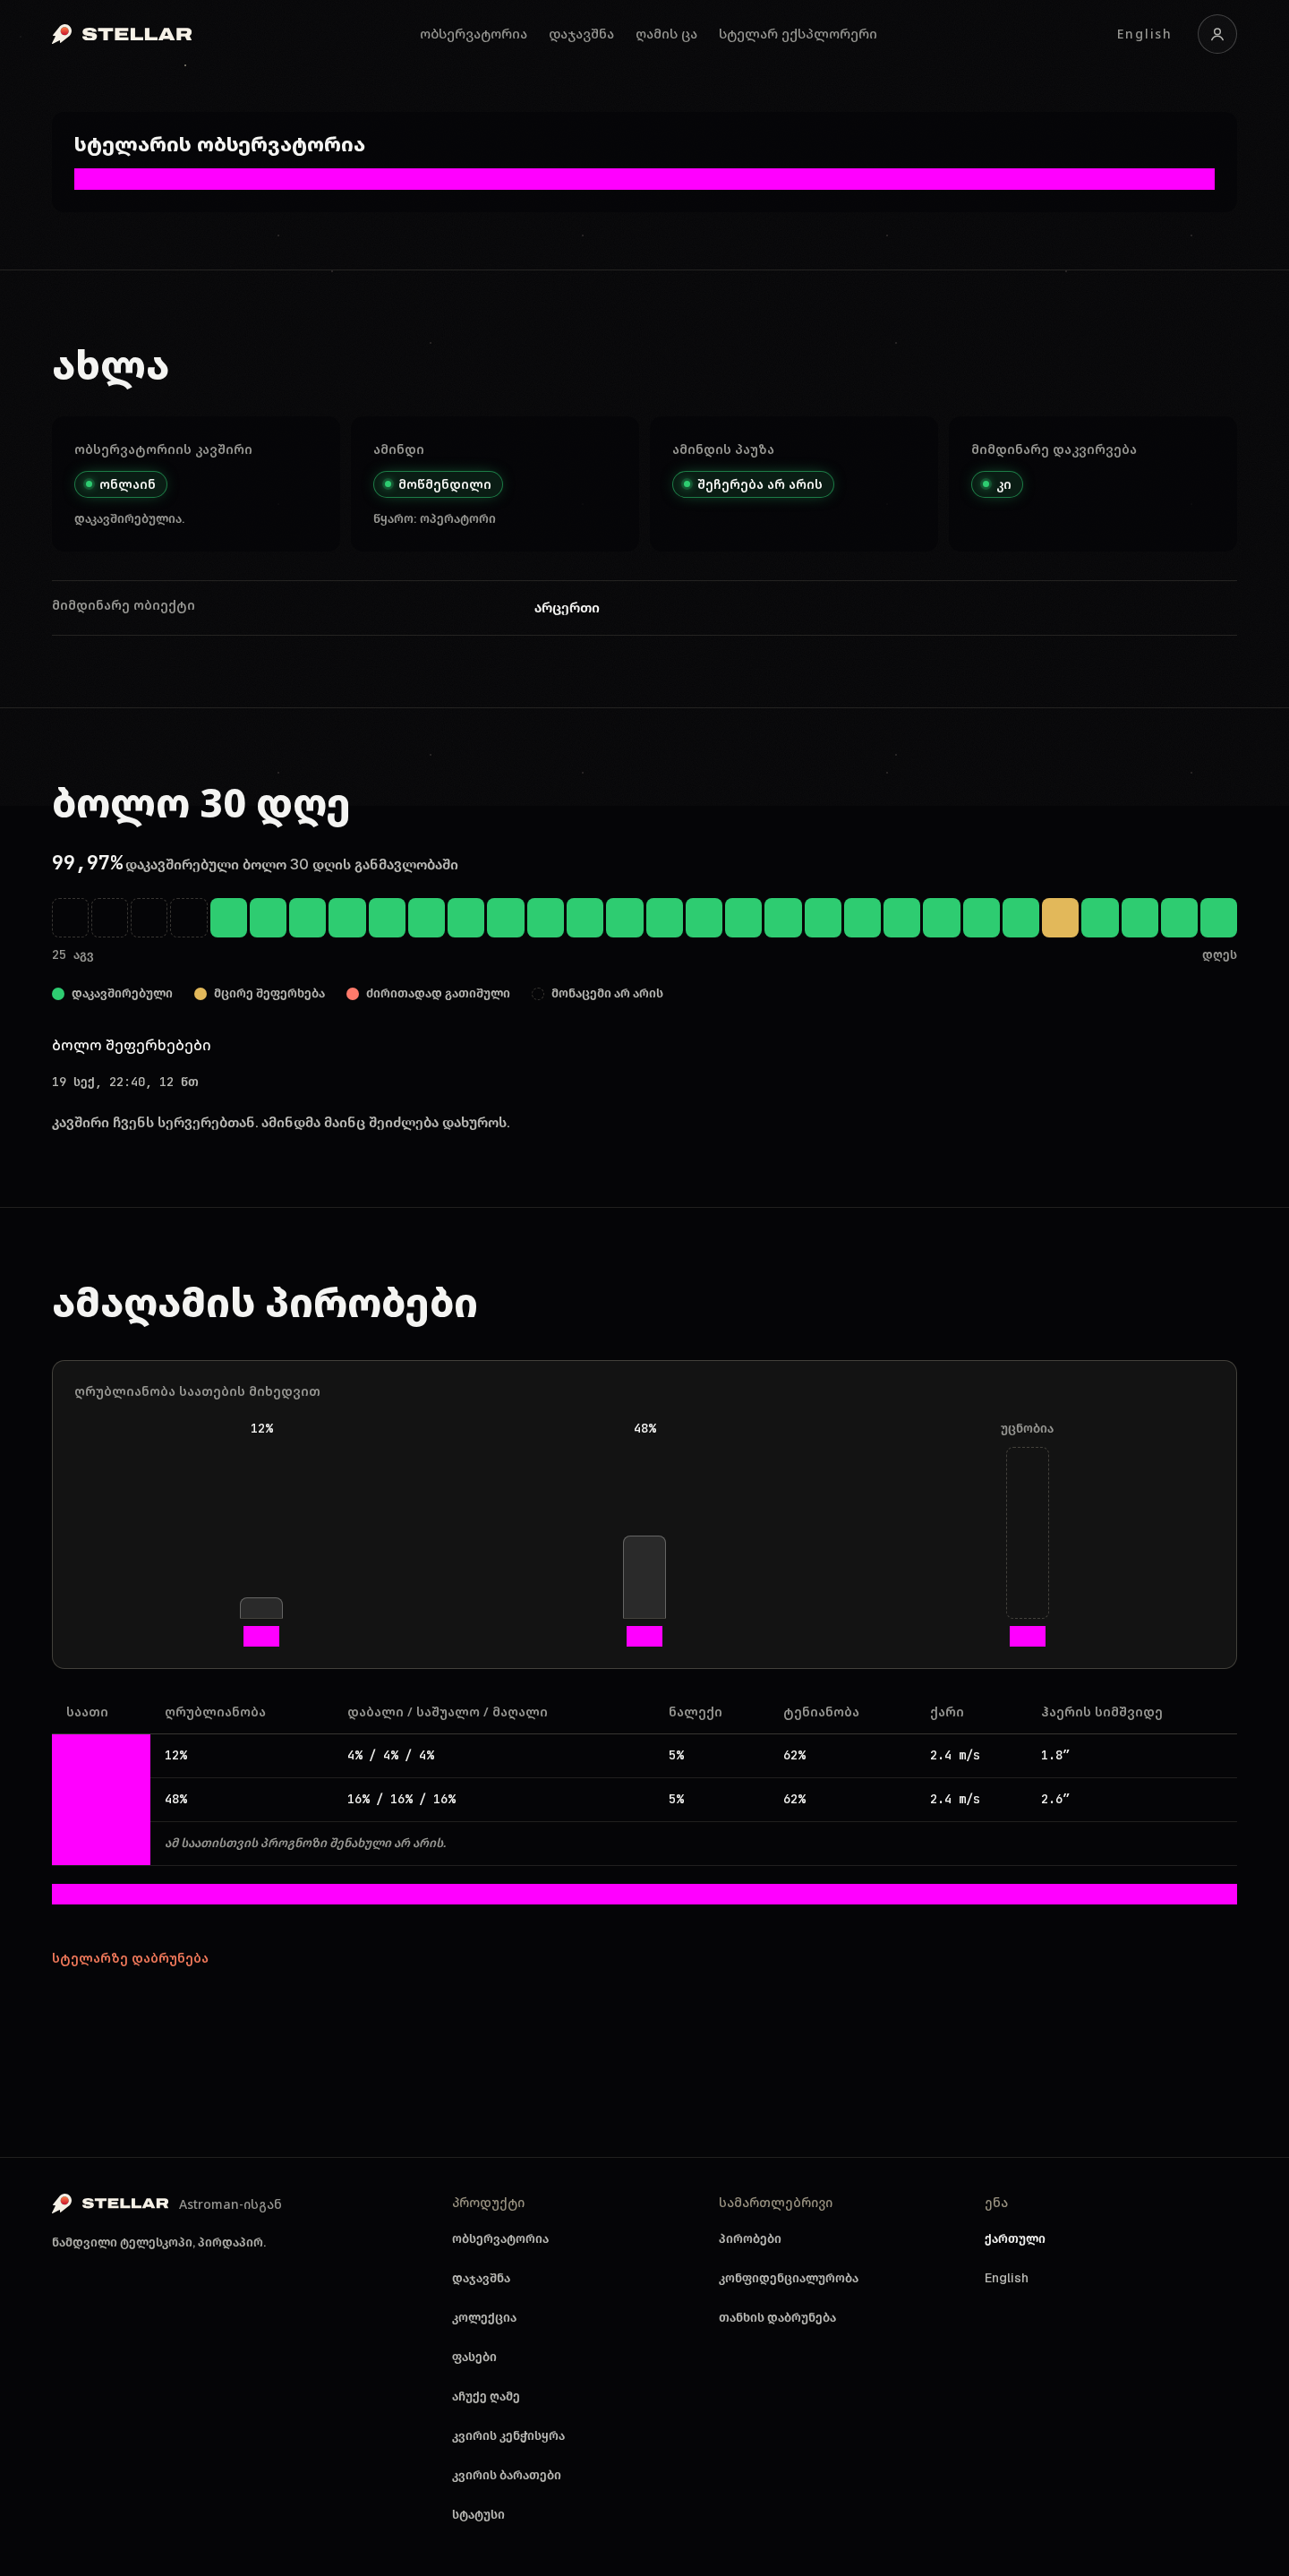 STELLAR
ობსერვატორია დაჯავშნა ღამის ცა სტელარ ექსპლორერი
English
სტელარის ობსერვატორია
ახლა
ობსერვატორიის კავშირი
ონლაინ
დაკავშირებულია.
ამინდი
მოწმენდილი
წყარო: ოპერატორი
ამინდის პაუზა
შეჩერება არ არის
მიმდინარე დაკვირვება
კი
მიმდინარე ობიექტი არცერთი
ბოლო 30 დღე
99,97% დაკავშირებული ბოლო 30 დღის განმავლობაში
25 აგვ დღეს
დაკავშირებული მცირე შეფერხება ძირითადად გათიშული მონაცემი არ არის
ბოლო შეფერხებები
19 სექ, 22:40, 12 წთ
კავშირი ჩვენს სერვერებთან. ამინდმა მაინც შეიძლება დახუროს.
ამაღამის პირობები
ღრუბლიანობა საათების მიხედვით
12% 48% უცნობია
საათი ღრუბლიანობა დაბალი / საშუალო / მაღალი ნალექი ტენიანობა ქარი ჰაერის სიმშვიდე
12% 4% / 4% / 4% 5% 62% 2.4 m/s 1.8″
48% 16% / 16% / 16% 5% 62% 2.4 m/s 2.6″
ამ საათისთვის პროგნოზი შენახული არ არის.
სტელარზე დაბრუნება
STELLAR Astroman-ისგან
ნამდვილი ტელესკოპი, პირდაპირ.
პროდუქტი
ობსერვატორია
დაჯავშნა
კოლექცია
ფასები
აჩუქე ღამე
კვირის კენჭისყრა
კვირის ბარათები
სტატუსი
სამართლებრივი
პირობები
კონფიდენციალურობა
თანხის დაბრუნება
ენა
ქართული
English